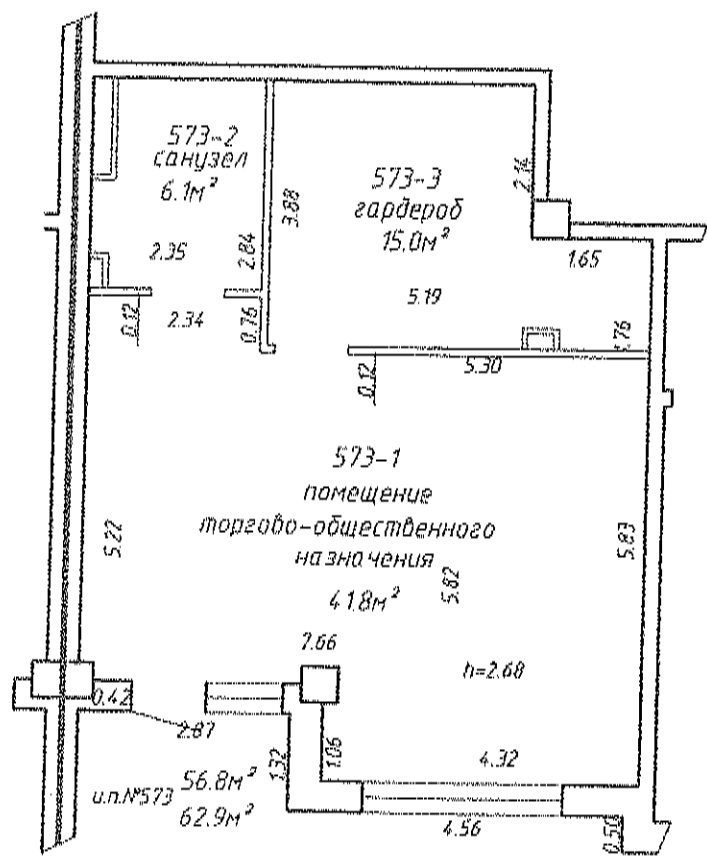 573-2
санузел
6.1м²
2.35
2.84
3.88
573-3
гардероб
15.0м²
2.14
1.65
5.19
0.12
2.34
0.76
.76
5.30
0.12
573-1
помещение
торгово-общественного
назначения
41.8м²
5.22
5.82
5.83
7.66
h=2.68
0.42
2.87
1.32
1.06
4.32
и.п.№573
56.8м²
62.9м²
4.56
0.50